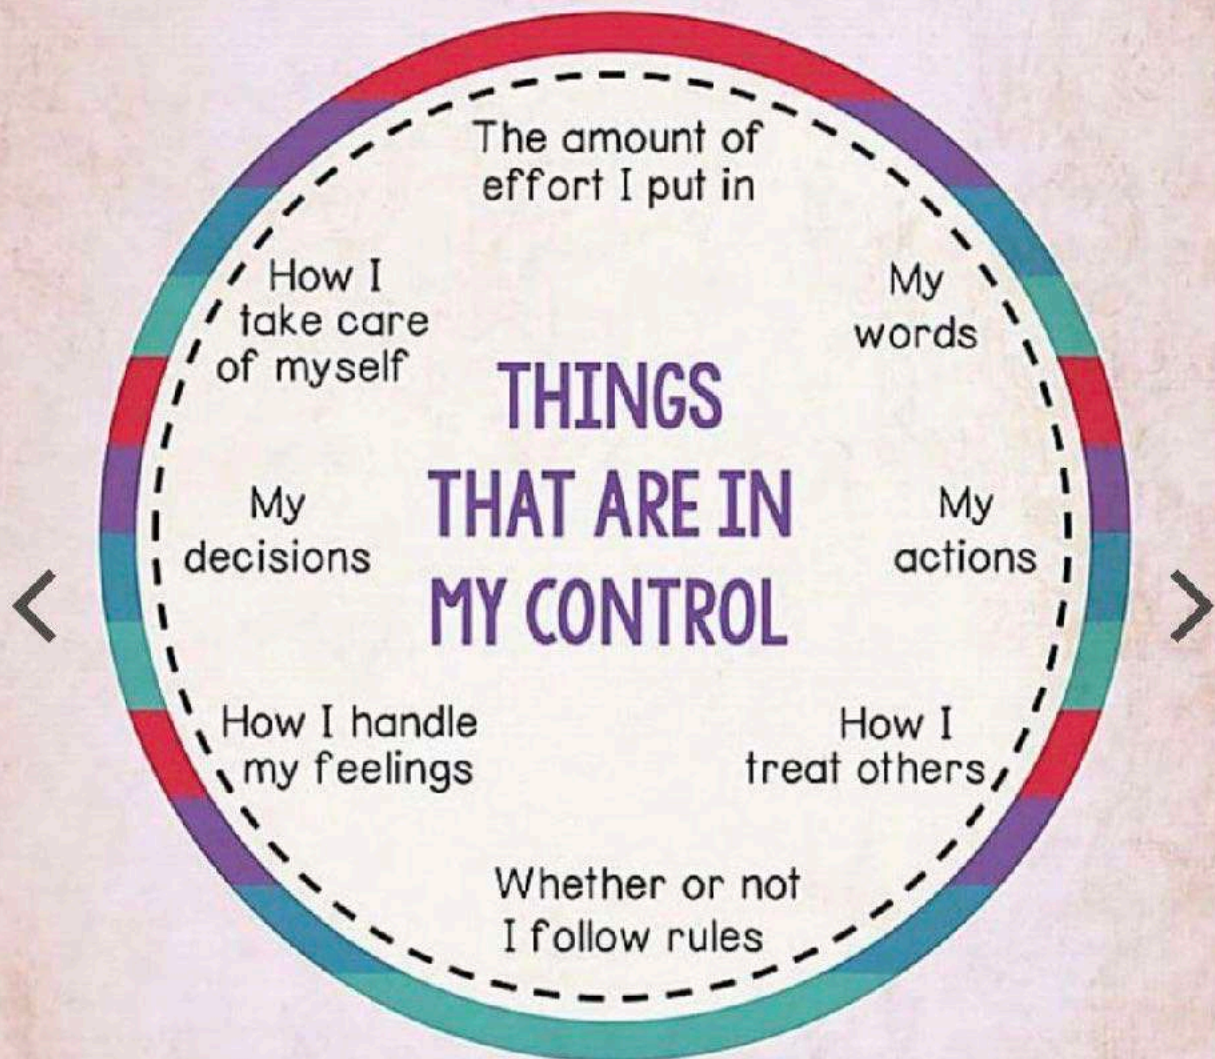 The amount of
effort I put in
My
words
My
actions
How I
treat others
Whether or not
I follow rules
How I handle
my feelings
My
decisions
How I
take care
of myself
THINGS
THAT ARE IN
MY CONTROL